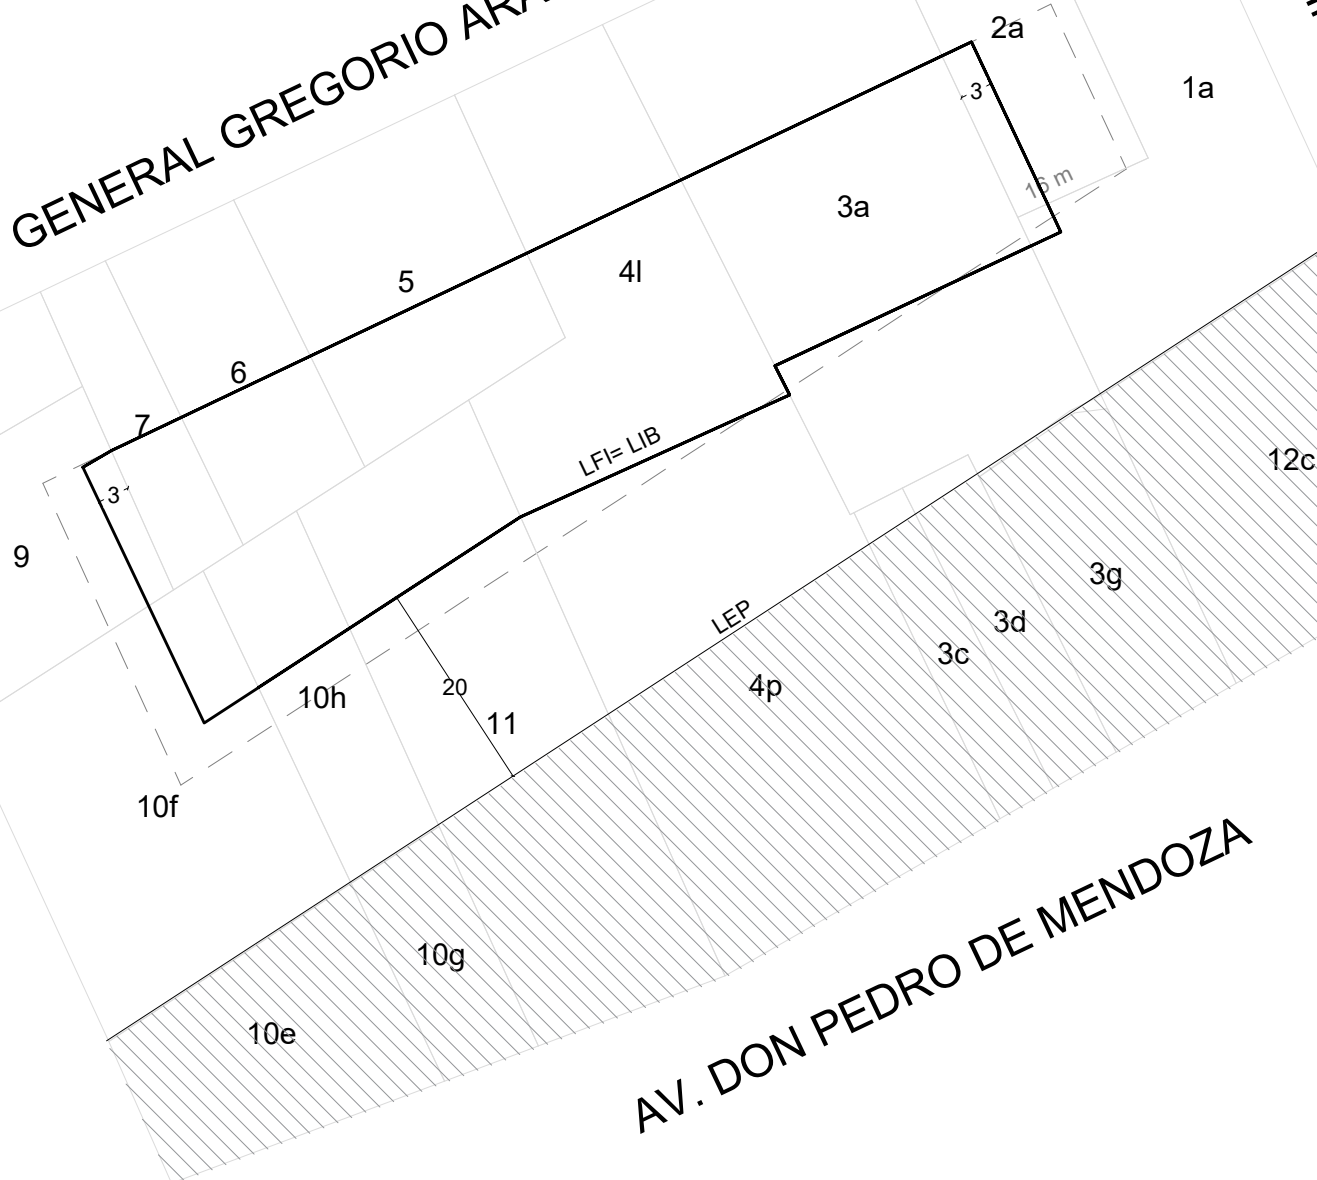 GENERAL GREGORIO
2a
1a
3
16 m
3a
4l
5
6
7
3
9
LFI= LIB
12c
3g
3d
3c
LEP
4p
20
11
10h
10f
10g
10e
AV. DON PEDRO DE MENDOZA